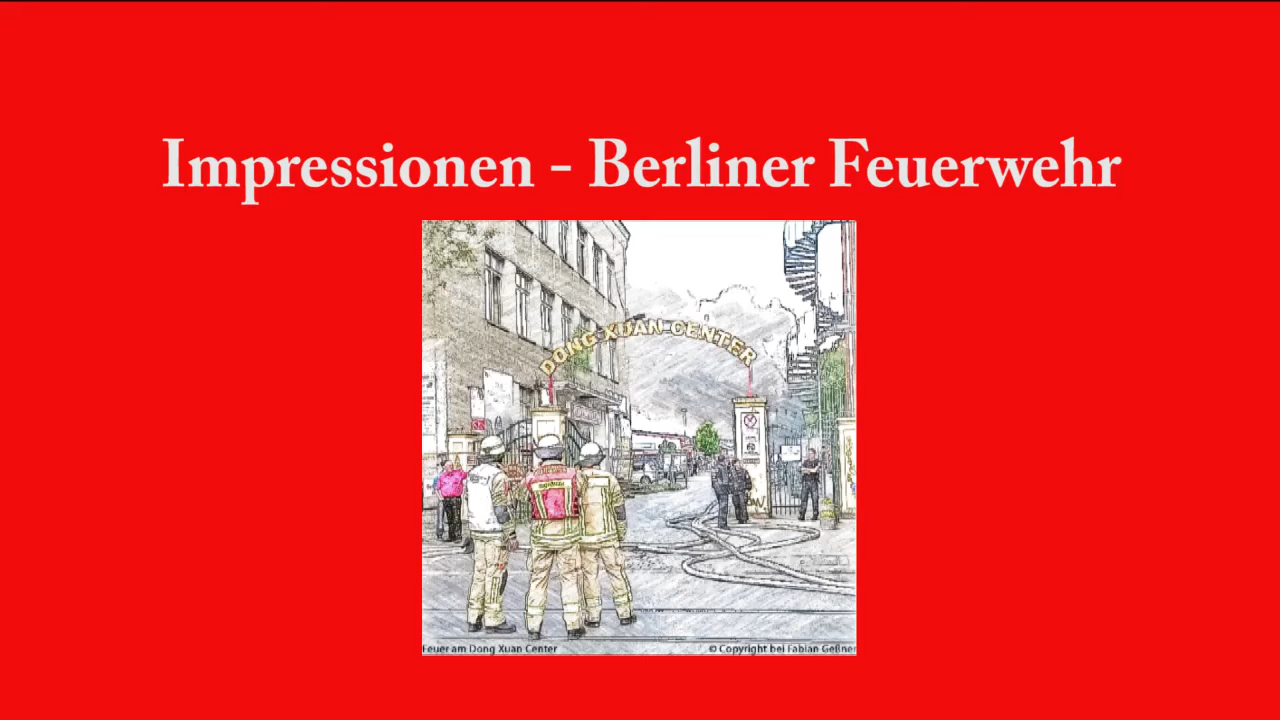 Impressionen - Berliner Feuerwehr
DONG XUAN CENTER
Feuer am Dong Xuan Center
© Copyright bei Fabian Geßner